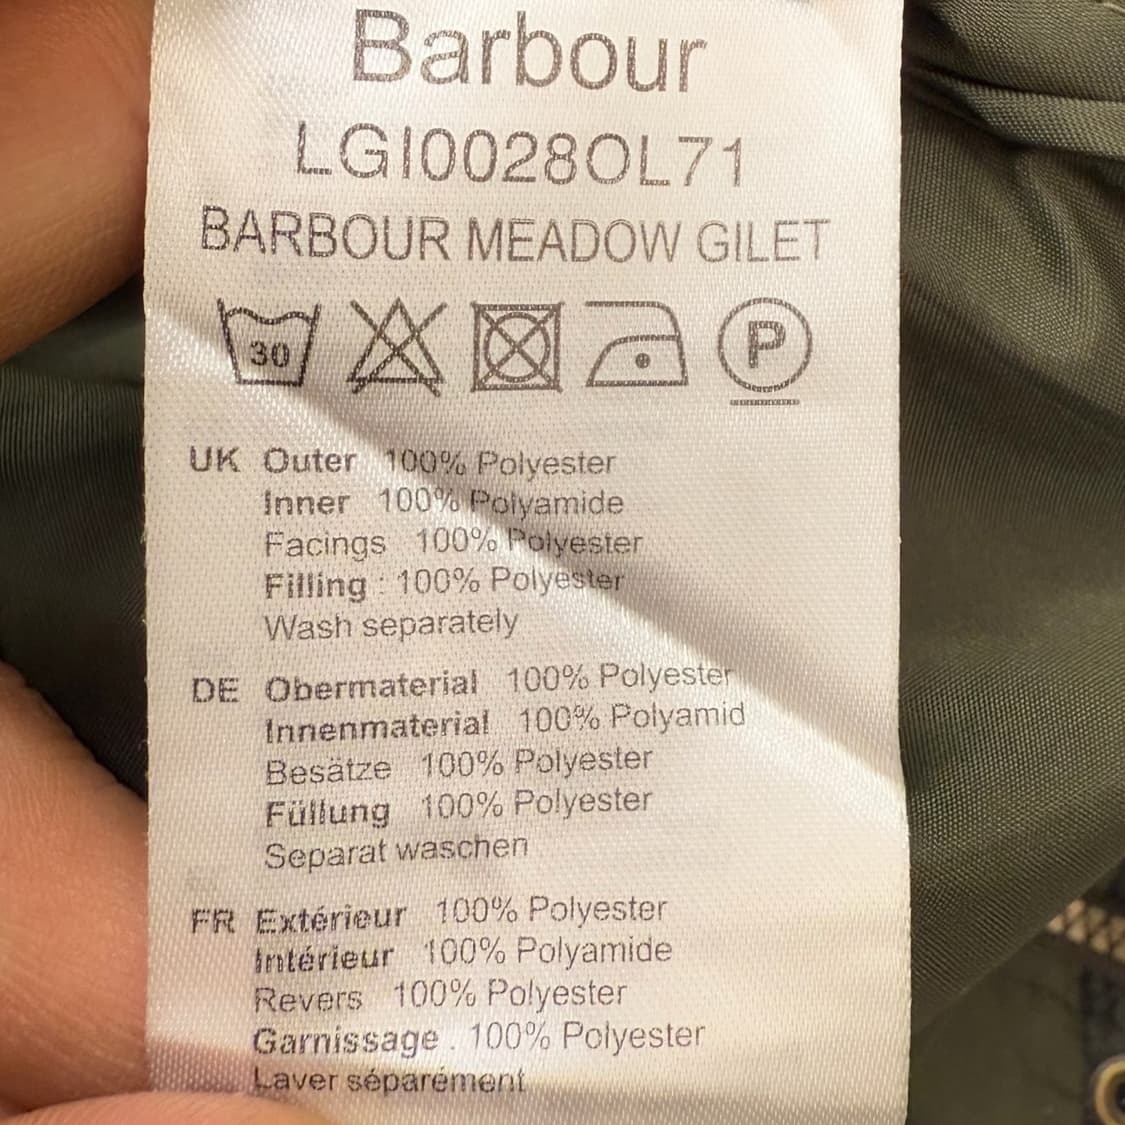 Barbour
LGI0028OL71
BARBOUR MEADOW GILET
30 P
UK Outer 100% Polyester
Inner 100% Polyamide
Facings 100% Polyester
Filling : 100% Polyester
Wash separately
DE Obermaterial 100% Polyester
Innenmaterial 100% Polyamid
Besätze 100% Polyester
Füllung 100% Polyester
Separat waschen
FR Extérieur 100% Polyester
Intérieur 100% Polyamide
Revers 100% Polyester
Garnissage . 100% Polyester
Laver séparément